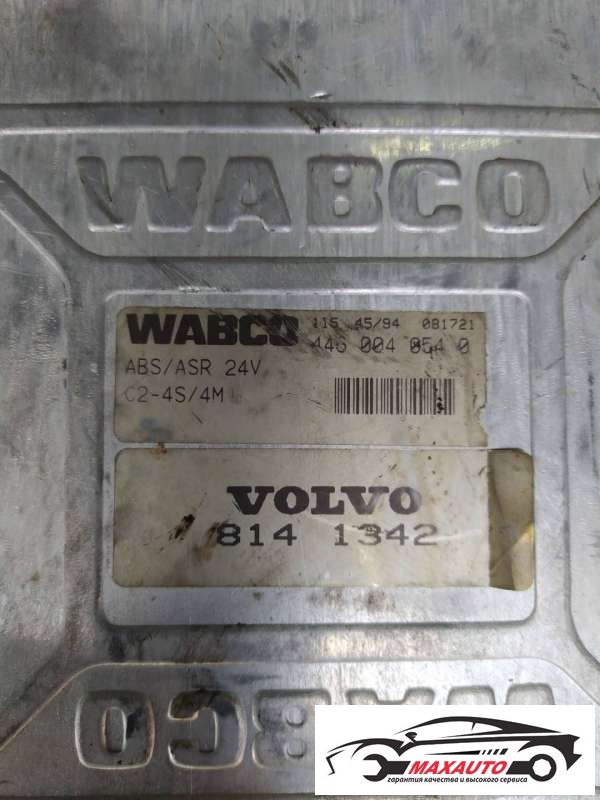 WABCO
WABCO 115 45/94 081721
446 004 054 0
ABS/ASR 24V
C2-4S/4M
VOLVO
814 1342
WABCO
MAXAUTO
гарантия качества и высокого сервиса